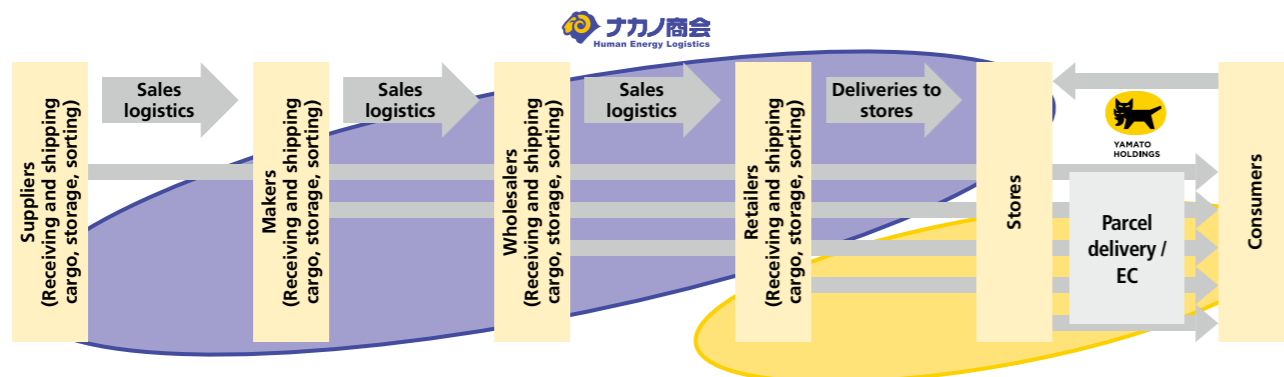 ナカノ商会
Human Energy Logistics
Suppliers
(Receiving and shipping
cargo, storage, sorting)
Sales
logistics
Makers
(Receiving and shipping
cargo, storage, sorting)
Sales
logistics
Wholesalers
(Receiving and shipping
cargo, storage, sorting)
Sales
logistics
Retailers
(Receiving and shipping
cargo, storage, sorting)
Deliveries to
stores
Stores
YAMATO
HOLDINGS
Parcel
delivery /
EC
Consumers